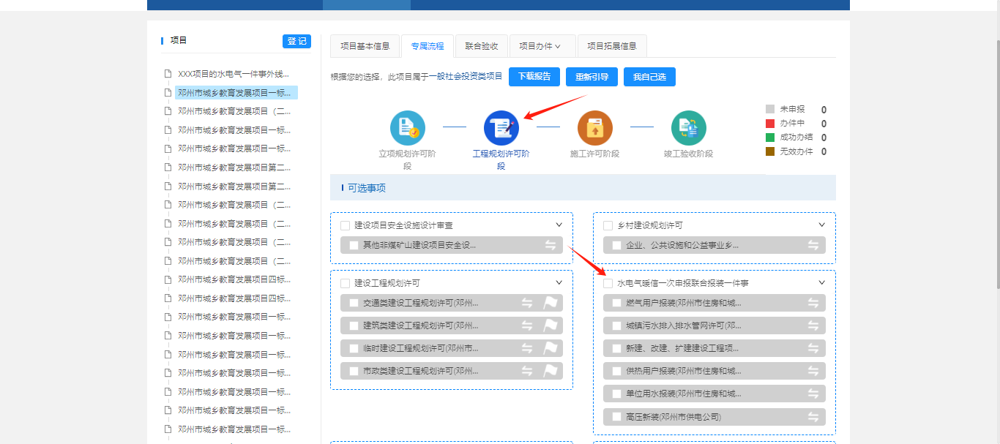 项目
登 记
XXX项目的水电气一件事外线...
邓州市城乡教育发展项目一标...
邓州市城乡教育发展项目（二...
邓州市城乡教育发展项目一标...
邓州市城乡教育发展项目一标...
邓州市城乡教育发展项目第二...
邓州市城乡教育发展项目第二...
邓州市城乡教育发展项目（二...
邓州市城乡教育发展项目（二...
邓州市城乡教育发展项目（二...
邓州市城乡教育发展项目（二...
邓州市城乡教育发展项目四标...
邓州市城乡教育发展项目四标...
邓州市城乡教育发展项目一标...
邓州市城乡教育发展项目一标...
邓州市城乡教育发展项目一标...
邓州市城乡教育发展项目一标...
邓州市城乡教育发展项目一标...
邓州市城乡教育发展项目一标...
邓州市城乡教育发展项目一标...
项目基本信息
专属流程
联合验收
项目办件
项目拓展信息
根据您的选择，此项目属于一般社会投资类项目
下载报告
重新引导
我自己选
立项规划许可阶
段
工程规划许可阶
段
施工许可阶段
竣工验收阶段
未申报 0
办件中 0
成功办结 0
无效办件 0
可选事项
建设项目安全设施设计审查
其他非煤矿山建设项目安全设...
乡村建设规划许可
企业、公共设施和公益事业乡...
建设工程规划许可
交通类建设工程规划许可(邓州...
建筑类建设工程规划许可(邓州...
临时建设工程规划许可(邓州市...
市政类建设工程规划许可(邓州...
水电气暖信一次申报联合报装一件事
燃气用户报装(邓州市住房和城...
城镇污水排入排水管网许可(邓...
新建、改建、扩建建设工程项...
供热用户报装(邓州市住房和城...
单位用水报装(邓州市住房和城...
高压新装(邓州市供电公司)